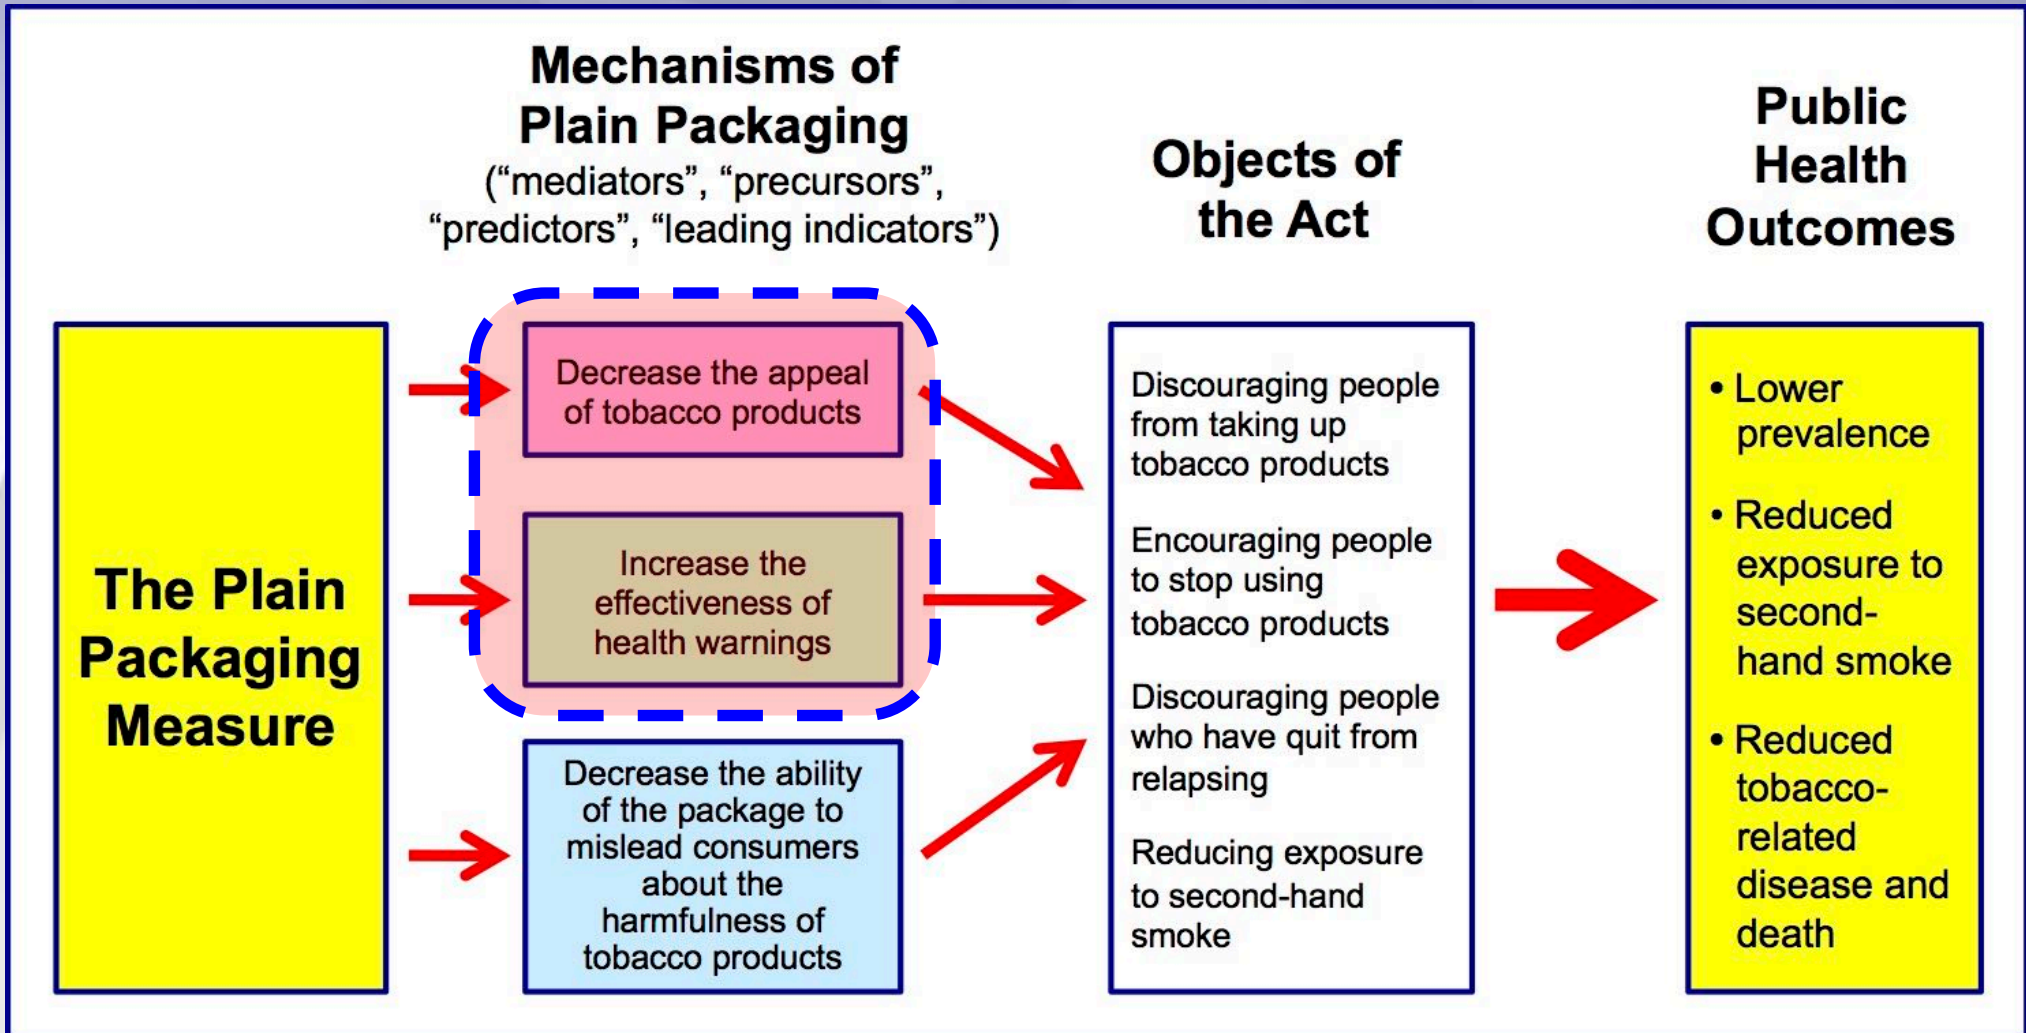 Mechanisms of
Plain Packaging
(“mediators”, “precursors”,
“predictors”, “leading indicators”)
Objects of
the Act
Public
Health
Outcomes
The Plain
Packaging
Measure
Decrease the appeal
of tobacco products
Increase the
effectiveness of
health warnings
Decrease the ability
of the package to
mislead consumers
about the
harmfulness of
tobacco products
Discouraging people
from taking up
tobacco products
Encouraging people
to stop using
tobacco products
Discouraging people
who have quit from
relapsing
Reducing exposure
to second-hand
smoke
• Lower
prevalence
• Reduced
exposure to
second-
hand smoke
• Reduced
tobacco-
related
disease and
death